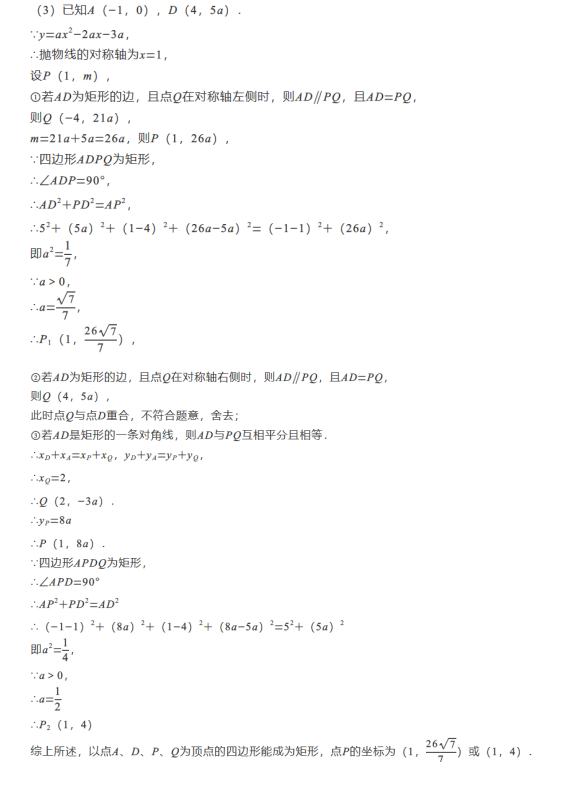 （3）已知A（−1，0），D（4，5a）．
∵y=ax²−2ax−3a，
∴抛物线的对称轴为x=1，
设P（1，m），
①若AD为矩形的边，且点Q在对称轴左侧时，则AD∥PQ，且AD=PQ，
则Q（−4，21a），
m=21a+5a=26a，则P（1，26a），
∵四边形ADPQ为矩形，
∴∠ADP=90°，
∴AD²+PD²=AP²，
∴5²+（5a）²+（1−4）²+（26a−5a）²=（−1−1）²+（26a）²，
即a²=1/7，
∵a＞0，
∴a=√7/7，
∴P₁（1，26√7/7），
②若AD为矩形的边，且点Q在对称轴右侧时，则AD∥PQ，且AD=PQ，
则Q（4，5a），
此时点Q与点D重合，不符合题意，舍去；
③若AD是矩形的一条对角线，则AD与PQ互相平分且相等．
∴x_D+x_A=x_P+x_Q，y_D+y_A=y_P+y_Q，
∴x_Q=2，
∴Q（2，−3a）．
∴y_P=8a
∴P（1，8a）．
∵四边形APDQ为矩形，
∴∠APD=90°
∴AP²+PD²=AD²
∴（−1−1）²+（8a）²+（1−4）²+（8a−5a）²=5²+（5a）²
即a²=1/4，
∵a＞0，
∴a=1/2
∴P₂（1，4）
综上所述，以点A、D、P、Q为顶点的四边形能成为矩形，点P的坐标为（1，26√7/7）或（1，4）．